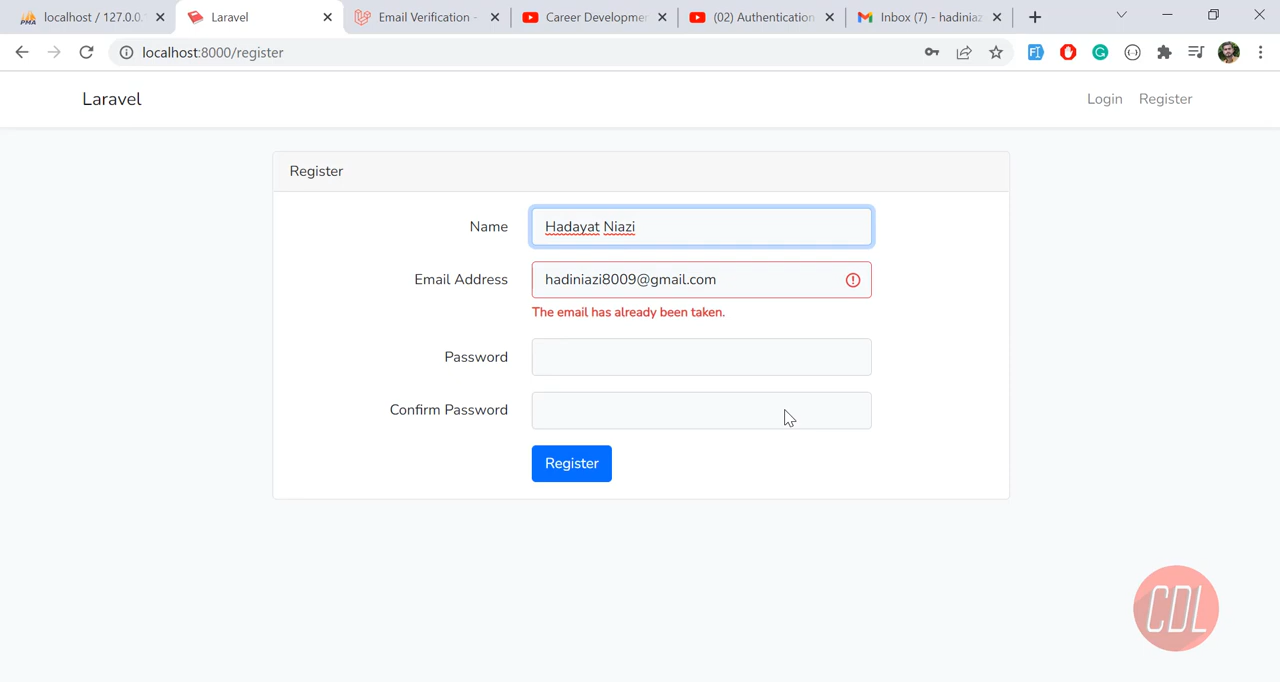 localhost / 127.0.0.
Laravel
Email Verification -
Career Developmen
(02) Authentication
Inbox (7) - hadiniaz
localhost:8000/register
Laravel
Login
Register
Register
Name
Hadayat Niazi
Email Address
hadiniazi8009@gmail.com
The email has already been taken.
Password
Confirm Password
Register
CDL